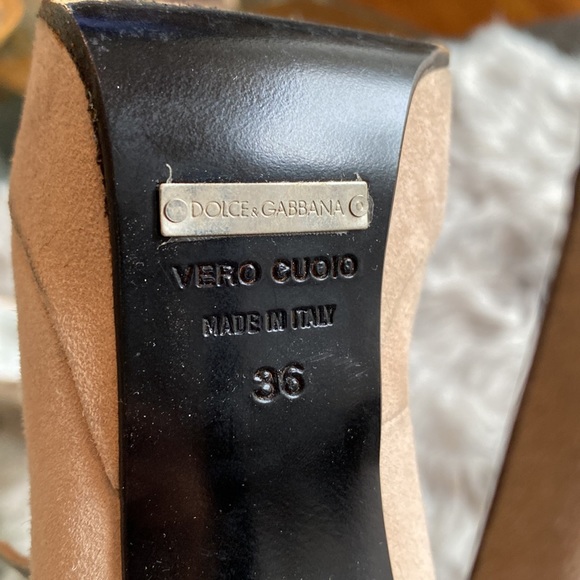 DOLCE & GABBANA
VERO CUOIO
MADE IN ITALY
36